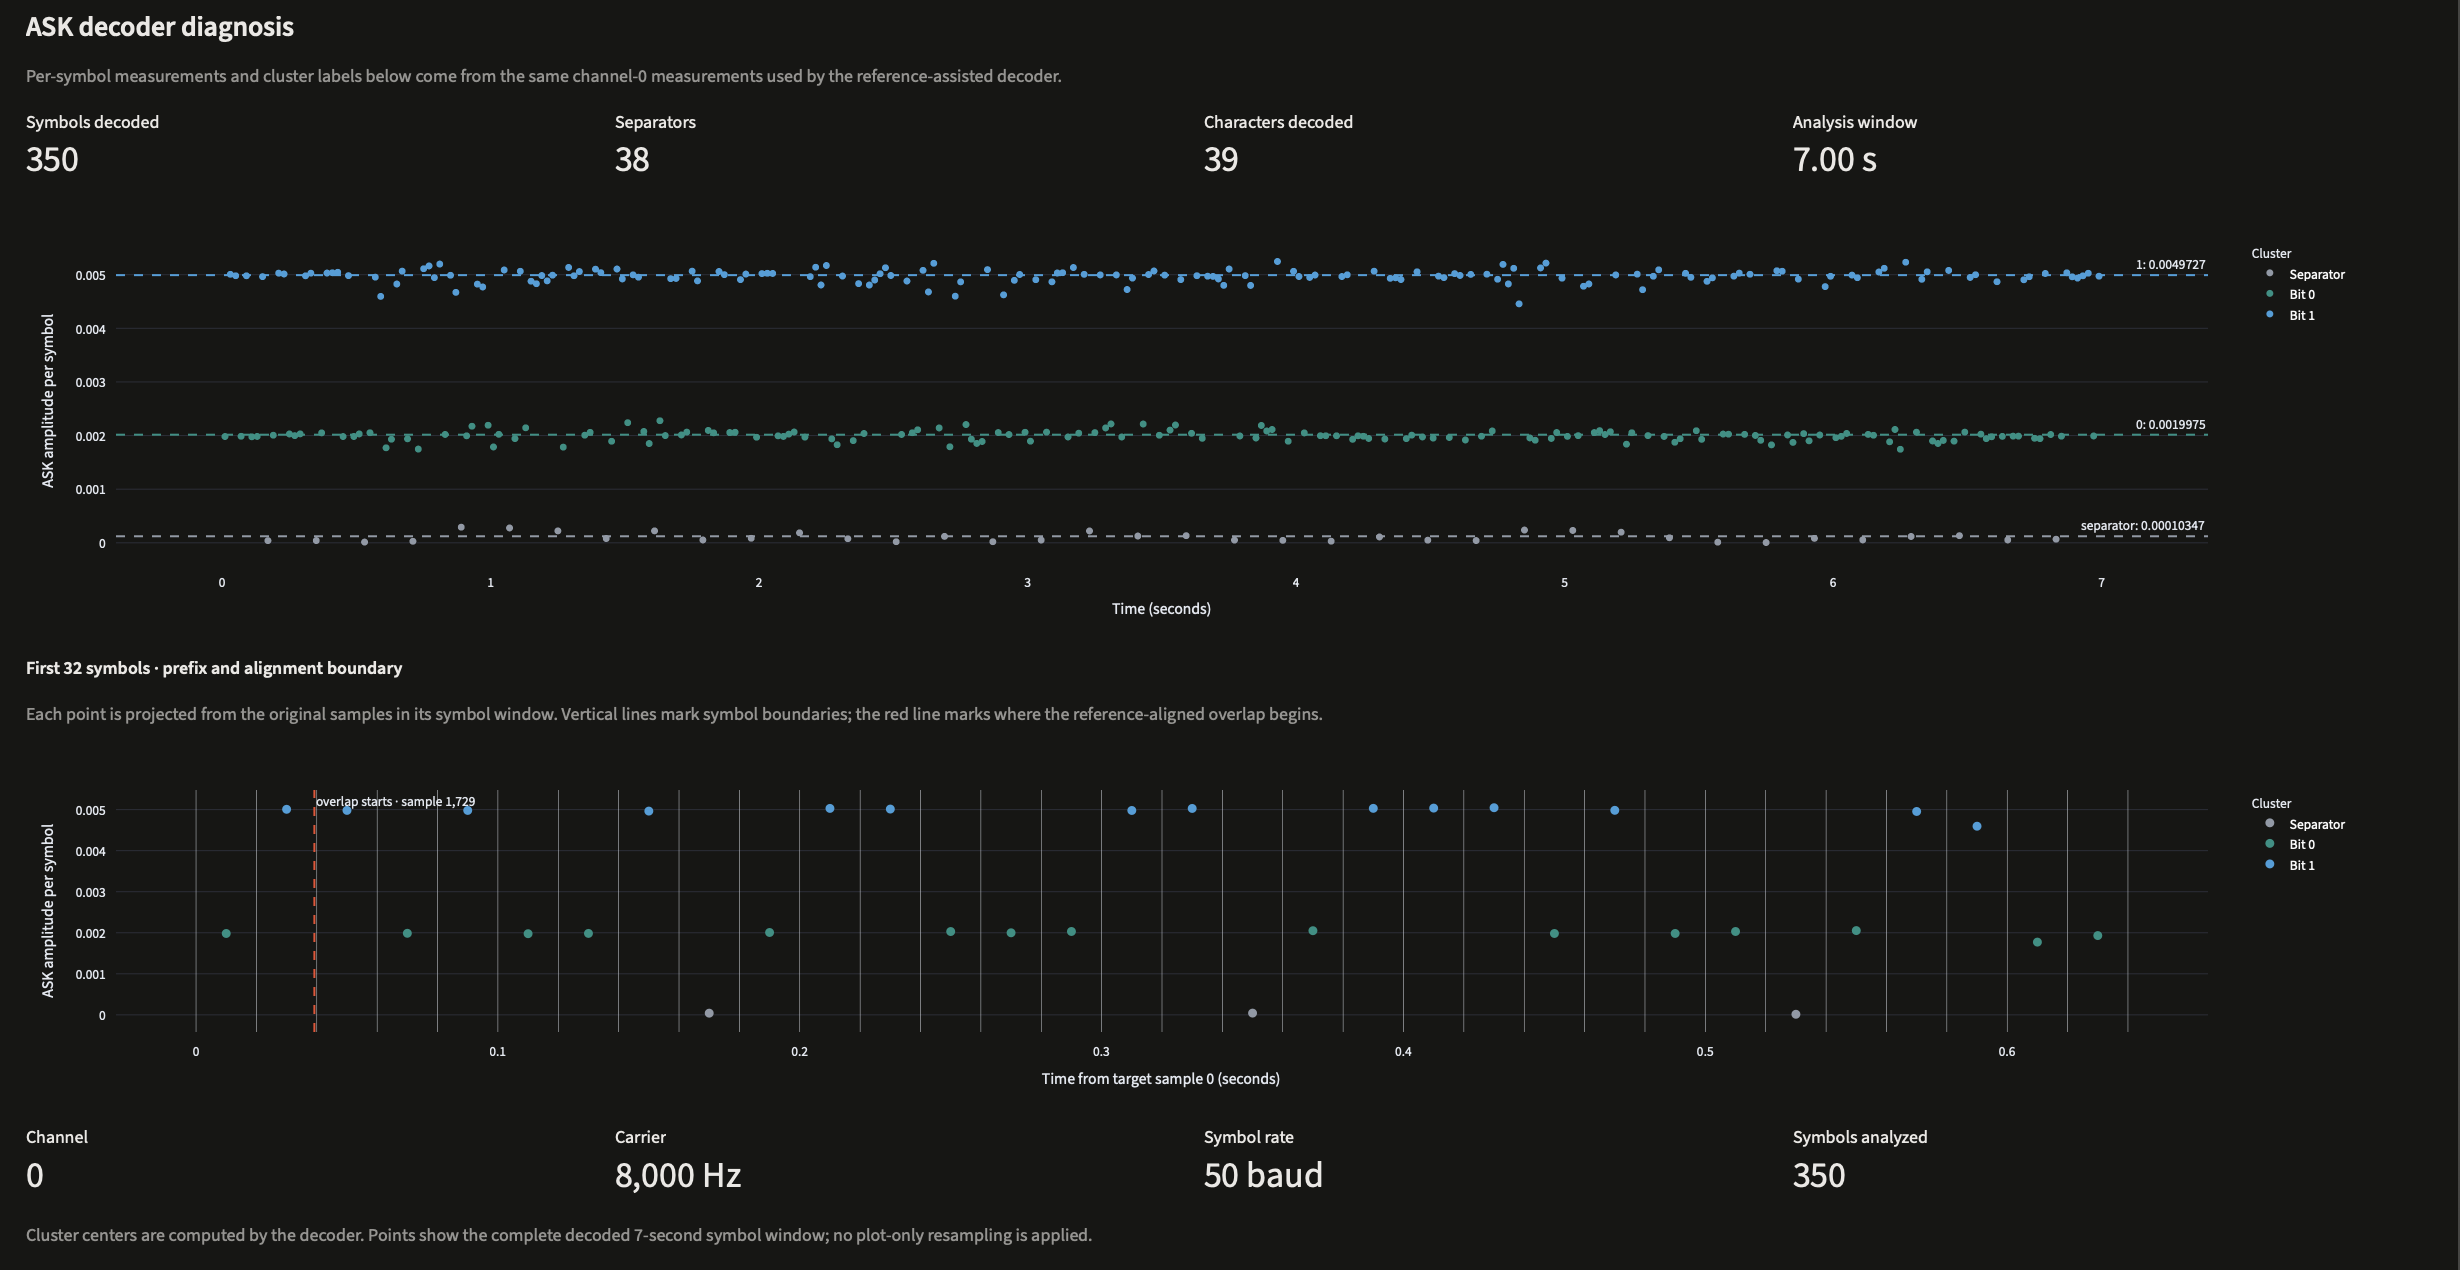 ASK decoder diagnosis
Per-symbol measurements and cluster labels below come from the same channel-0 measurements used by the reference-assisted decoder.
Symbols decoded
350
Separators
38
Characters decoded
39
Analysis window
7.00 s
ASK amplitude per symbol
0.005
0.004
0.003
0.002
0.001
0
1: 0.0049727
0: 0.0019975
separator: 0.00010347
0 1 2 3 4 5 6 7
Time (seconds)
Cluster
Separator
Bit 0
Bit 1
First 32 symbols · prefix and alignment boundary
Each point is projected from the original samples in its symbol window. Vertical lines mark symbol boundaries; the red line marks where the reference-aligned overlap begins.
ASK amplitude per symbol
0.005
0.004
0.003
0.002
0.001
0
overlap starts · sample 1,729
0 0.1 0.2 0.3 0.4 0.5 0.6
Time from target sample 0 (seconds)
Cluster
Separator
Bit 0
Bit 1
Channel
0
Carrier
8,000 Hz
Symbol rate
50 baud
Symbols analyzed
350
Cluster centers are computed by the decoder. Points show the complete decoded 7-second symbol window; no plot-only resampling is applied.